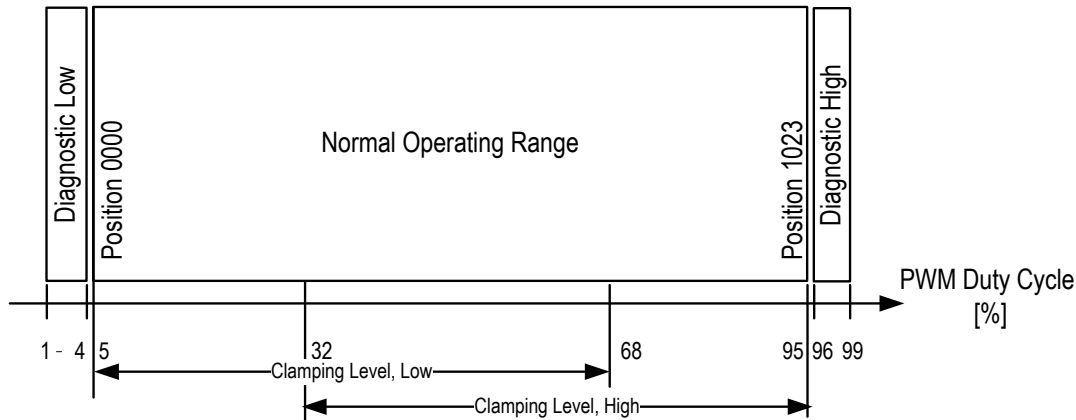 Diagnostic Low
Position 0000
Normal Operating Range
Position 1023
Diagnostic High
PWM Duty Cycle
[%]
1 - 4 5 32 68 95 96 99
Clamping Level, Low
Clamping Level, High